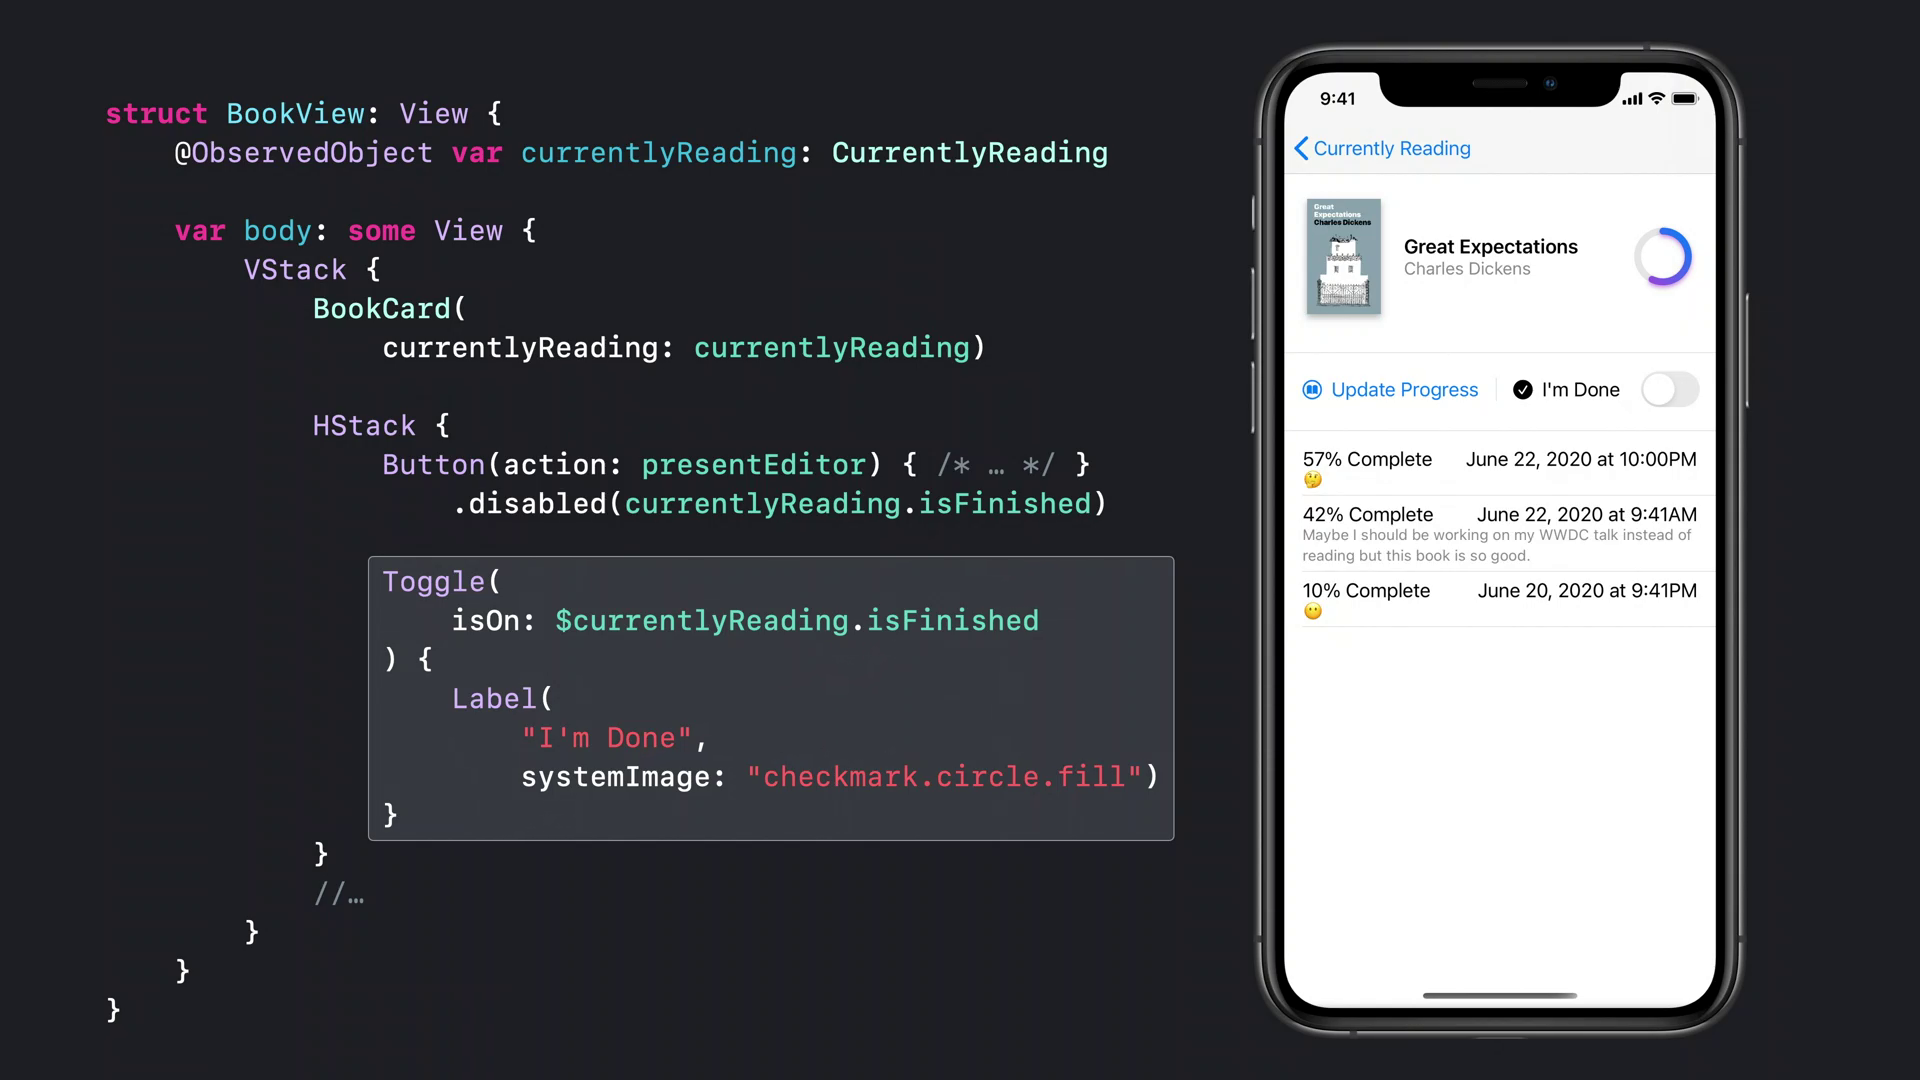 struct BookView: View {
@ObservedObject var currentlyReading: CurrentlyReading
var body: some View {
VStack {
BookCard(
currentlyReading: currentlyReading)
HStack {
Button(action: presentEditor) { /* … */ }
.disabled(currentlyReading.isFinished)
Toggle(
isOn: $currentlyReading.isFinished
) {
Label(
"I'm Done",
systemImage: "checkmark.circle.fill")
}
}
//…
}
}
}
9:41
Currently Reading
Great
Expectations
Charles Dickens
Great Expectations
Charles Dickens
Update Progress
I'm Done
57% Complete June 22, 2020 at 10:00PM
🤔
42% Complete June 22, 2020 at 9:41AM
Maybe I should be working on my WWDC talk instead of
reading but this book is so good.
10% Complete June 20, 2020 at 9:41PM
😶